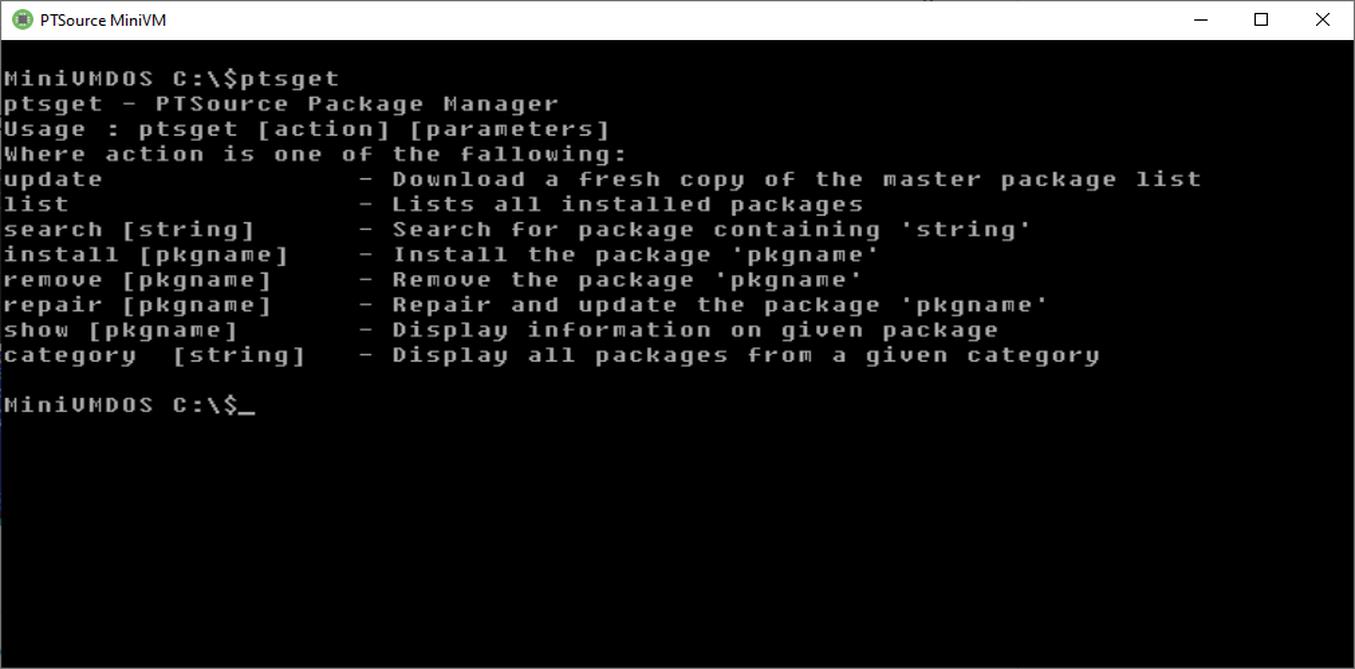 PTSource MiniVM
MiniVMDOS C:\$ptsget
ptsget - PTSource Package Manager
Usage : ptsget [action] [parameters]
Where action is one of the fallowing:
update - Download a fresh copy of the master package list
list - Lists all installed packages
search [string] - Search for package containing 'string'
install [pkgname] - Install the package 'pkgname'
remove [pkgname] - Remove the package 'pkgname'
repair [pkgname] - Repair and update the package 'pkgname'
show [pkgname] - Display information on given package
category [string] - Display all packages from a given category
MiniVMDOS C:\$_